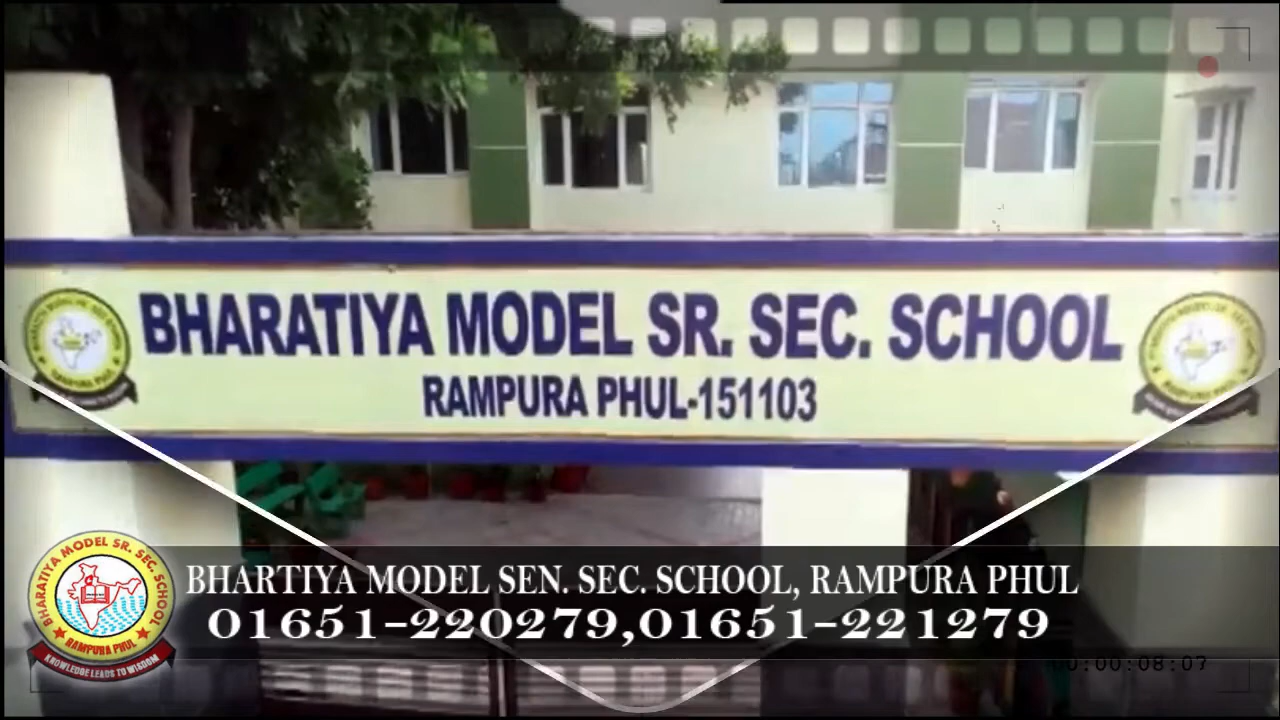 BHARATIYA MODEL SR. SEC. SCHOOL
RAMPURA PHUL-151103
BHARATIYA MODEL SR. SEC. SCHOOL
RAMPURA PHUL
KNOWLEDGE LEADS TO WISDOM
BHARTIYA MODEL SEN. SEC. SCHOOL, RAMPURA PHUL
01651-220279,01651-221279
00:00:08:07